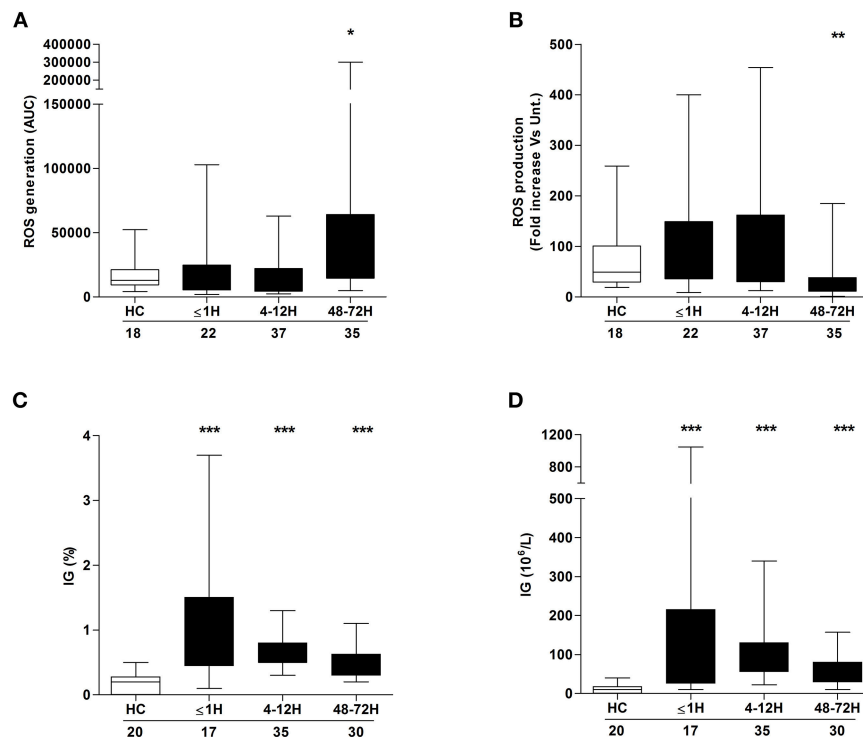 A
*
400000
300000
200000
150000
100000
50000
0
ROS generation (AUC)
HC ≤1H 4-12H 48-72H
18 22 37 35
B
**
500
400
300
200
100
0
ROS production
(Fold increase Vs Unt.)
HC ≤1H 4-12H 48-72H
18 22 37 35
C
*** *** ***
4
3
2
1
0
IG (%)
HC ≤1H 4-12H 48-72H
20 17 35 30
D
*** *** ***
1200
800
500
400
300
200
100
0
IG (10⁶/L)
HC ≤1H 4-12H 48-72H
20 17 35 30